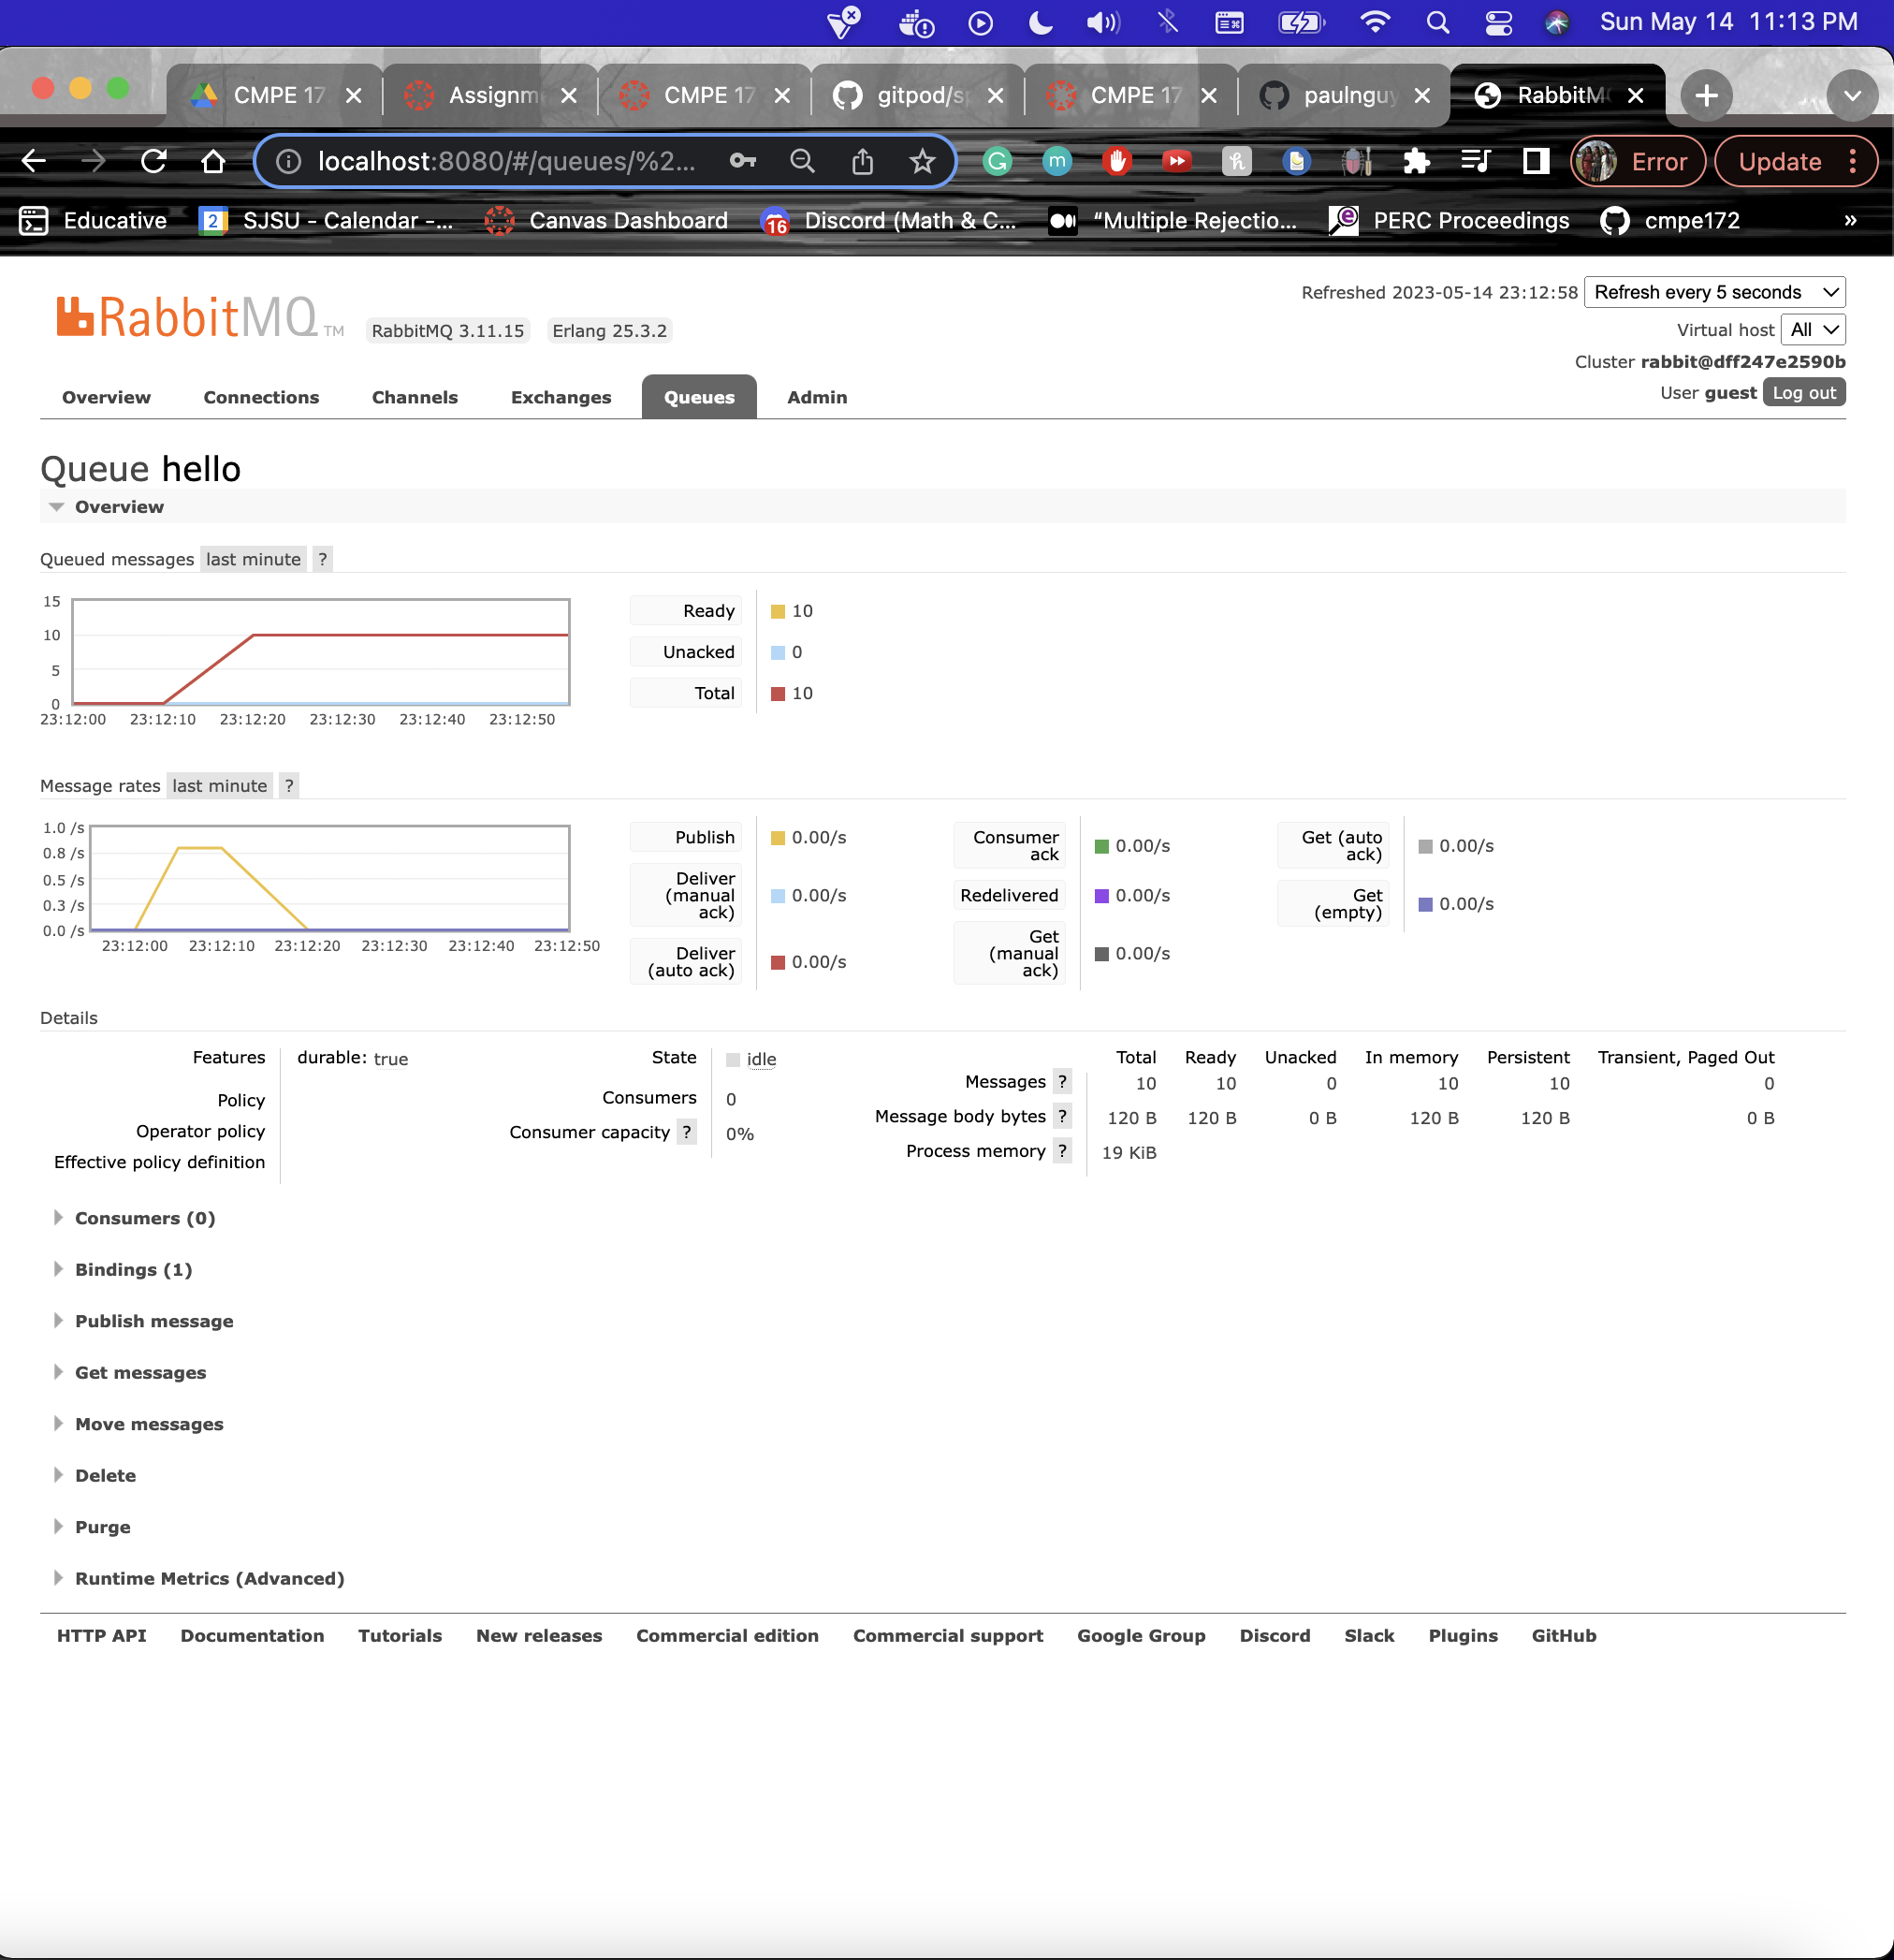 Sun May 14 11:13 PM
CMPE 17
Assignm
CMPE 17
gitpod/sp
CMPE 17
paulnguy
RabbitM
localhost:8080/#/queues/%2...
Error
Update
Educative
2
SJSU - Calendar -...
Canvas Dashboard
16
Discord (Math & C...
“Multiple Rejectio...
PERC Proceedings
cmpe172
»
RabbitMQ TM
RabbitMQ 3.11.15
Erlang 25.3.2
Refreshed 2023-05-14 23:12:58 Refresh every 5 seconds
Virtual host All
Cluster rabbit@dff247e2590b
User guest Log out
Overview Connections Channels Exchanges Queues Admin
Queue hello
Overview
Queued messages last minute ?
15
10
5
0
23:12:00 23:12:10 23:12:20 23:12:30 23:12:40 23:12:50
Ready 10
Unacked 0
Total 10
Message rates last minute ?
1.0 /s
0.8 /s
0.5 /s
0.3 /s
0.0 /s
23:12:00 23:12:10 23:12:20 23:12:30 23:12:40 23:12:50
Publish 0.00/s
Deliver (manual ack) 0.00/s
Deliver (auto ack) 0.00/s
Consumer ack 0.00/s
Redelivered 0.00/s
Get (manual ack) 0.00/s
Get (auto ack) 0.00/s
Get (empty) 0.00/s
Details
Features durable: true
Policy
Operator policy
Effective policy definition
State idle
Consumers 0
Consumer capacity ? 0%
Total Ready Unacked In memory Persistent Transient, Paged Out
Messages ? 10 10 0 10 10 0
Message body bytes ? 120 B 120 B 0 B 120 B 120 B 0 B
Process memory ? 19 KiB
Consumers (0)
Bindings (1)
Publish message
Get messages
Move messages
Delete
Purge
Runtime Metrics (Advanced)
HTTP API Documentation Tutorials New releases Commercial edition Commercial support Google Group Discord Slack Plugins GitHub